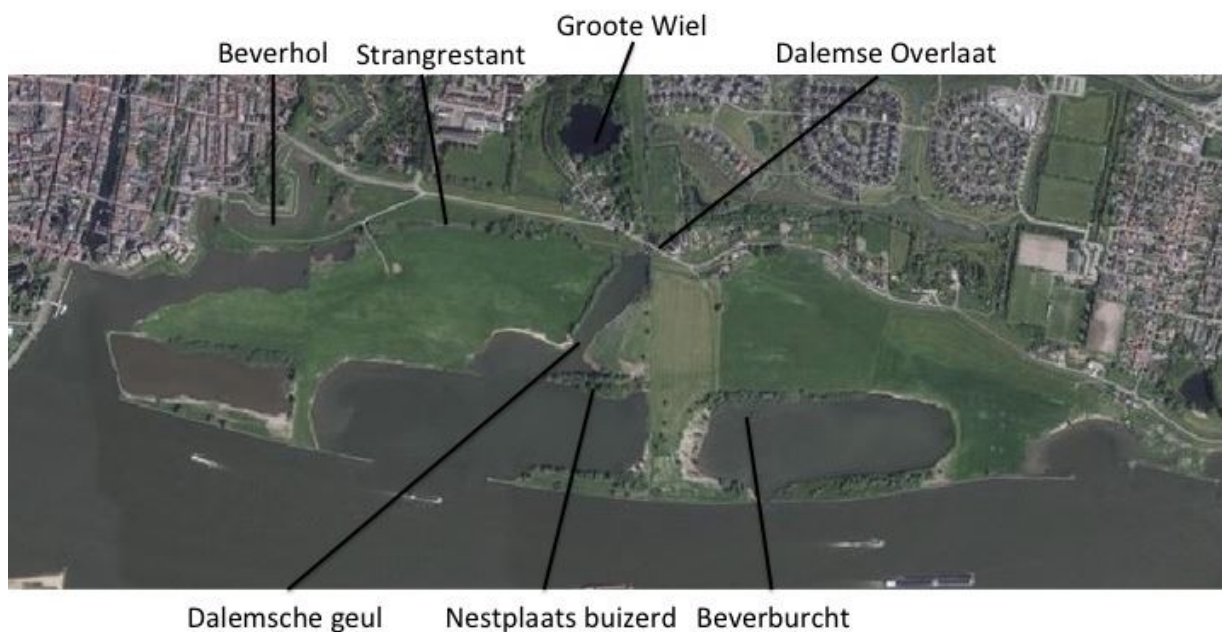 Groote Wiel
Beverhol Strangrestant Dalemse Overlaat
Dalemsche geul Nestplaats buizerd Beverburcht